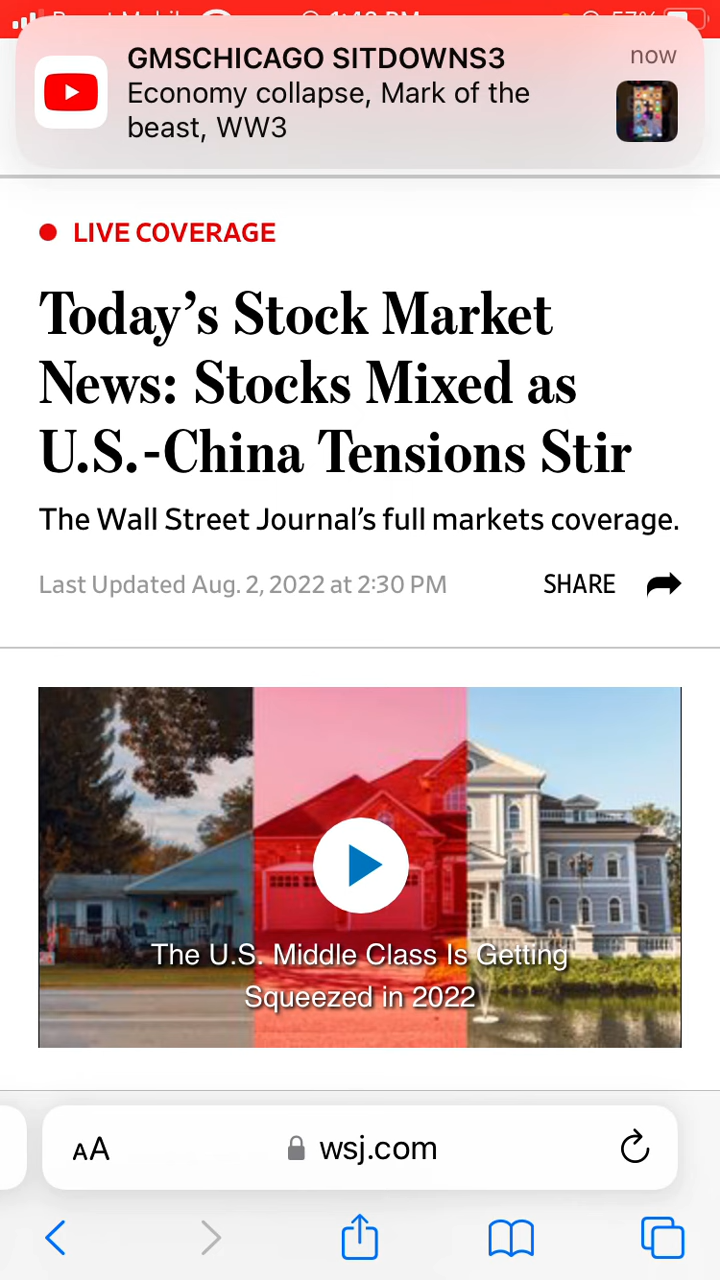 GMSCHICAGO SITDOWNS3
now
Economy collapse, Mark of the
beast, WW3
LIVE COVERAGE
Today’s Stock Market
News: Stocks Mixed as
U.S.-China Tensions Stir
The Wall Street Journal’s full markets coverage.
Last Updated Aug. 2, 2022 at 2:30 PM
SHARE
The U.S. Middle Class Is Getting
Squeezed in 2022
AA
wsj.com